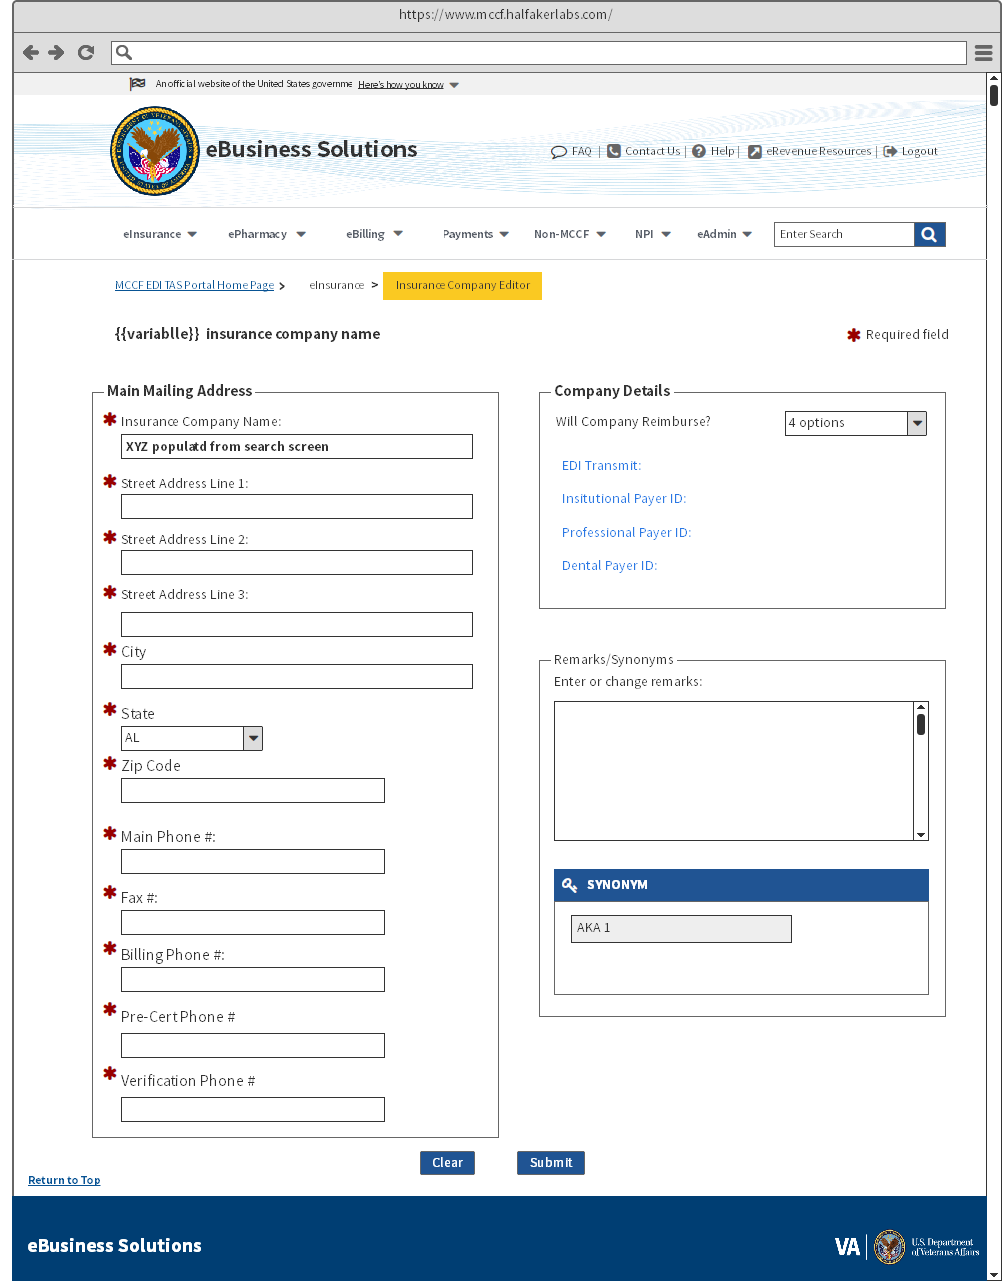 https://www.mccf.halfakerlabs.com/
An official website of the United States governme Here's how you know
eBusiness Solutions
FAQ | Contact Us | Help | eRevenue Resources | Logout
eInsurance ePharmacy eBilling Payments Non-MCCF NPI eAdmin Enter Search
MCCF EDI TAS Portal Home Page > eInsurance > Insurance Company Editor
{{variablle}} insurance company name
* Required field
Main Mailing Address
* Insurance Company Name:
XYZ populatd from search screen
* Street Address Line 1:
* Street Address Line 2:
* Street Address Line 3:
* City
* State
AL
* Zip Code
* Main Phone #:
* Fax #:
* Billing Phone #:
* Pre-Cert Phone #
* Verification Phone #
Company Details
Will Company Reimburse? 4 options
EDI Transmit:
Insitutional Payer ID:
Professional Payer ID:
Dental Payer ID:
Remarks/Synonyms
Enter or change remarks:
SYNONYM
AKA 1
Clear Submit
Return to Top
eBusiness Solutions
VA U.S. Department
of Veterans Affairs